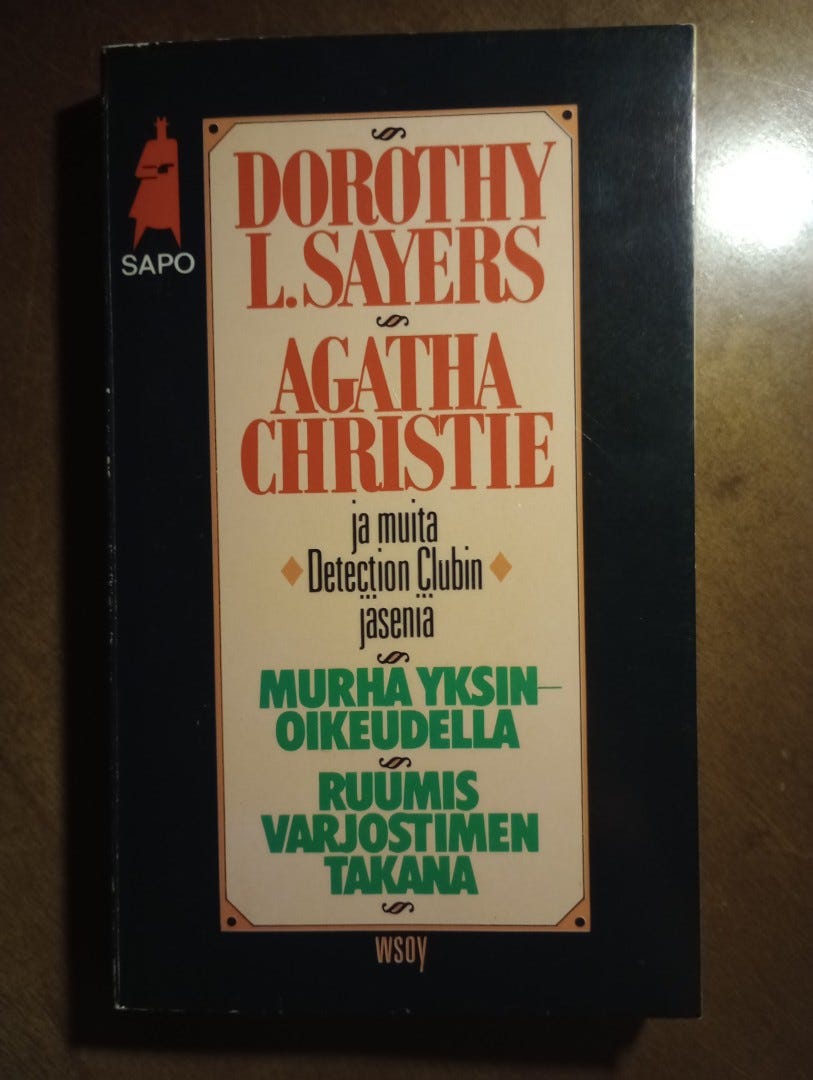 SAPO
DOROTHY
L. SAYERS
AGATHA
CHRISTIE
ja muita
Detection Clubin
jäseniä
MURHA YKSIN-
OIKEUDELLA
RUUMIS
VARJOSTIMEN
TAKANA
wsoy